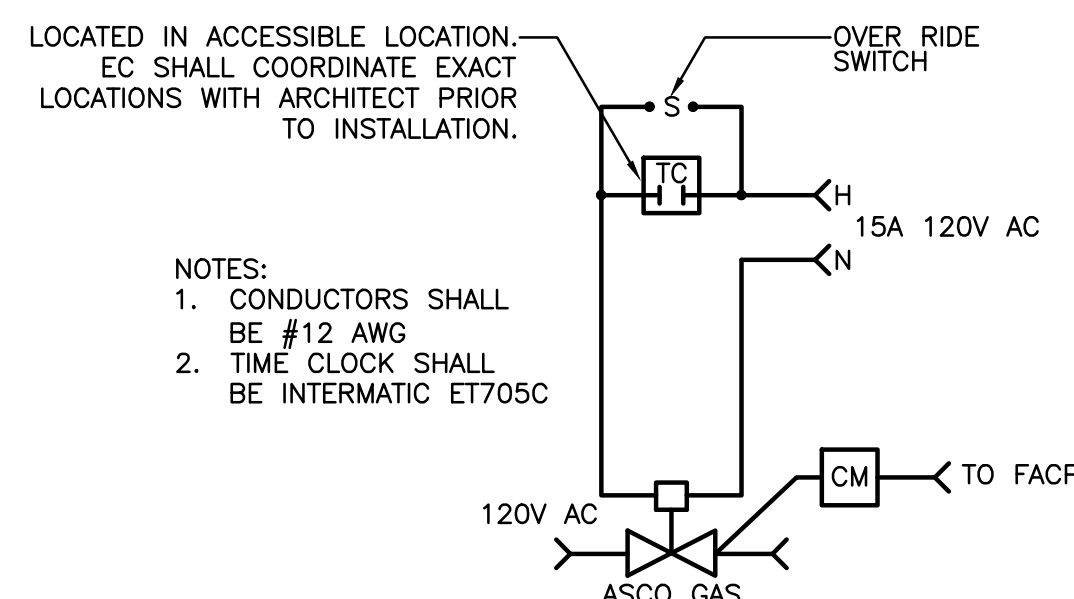 LOCATED IN ACCESSIBLE LOCATION.
EC SHALL COORDINATE EXACT
LOCATIONS WITH ARCHITECT PRIOR
TO INSTALLATION.
OVER RIDE
SWITCH
S
TC
H
15A 120V AC
N
NOTES:
1. CONDUCTORS SHALL
BE #12 AWG
2. TIME CLOCK SHALL
BE INTERMATIC ET705C
CM
TO FACP
120V AC
ASCO GAS